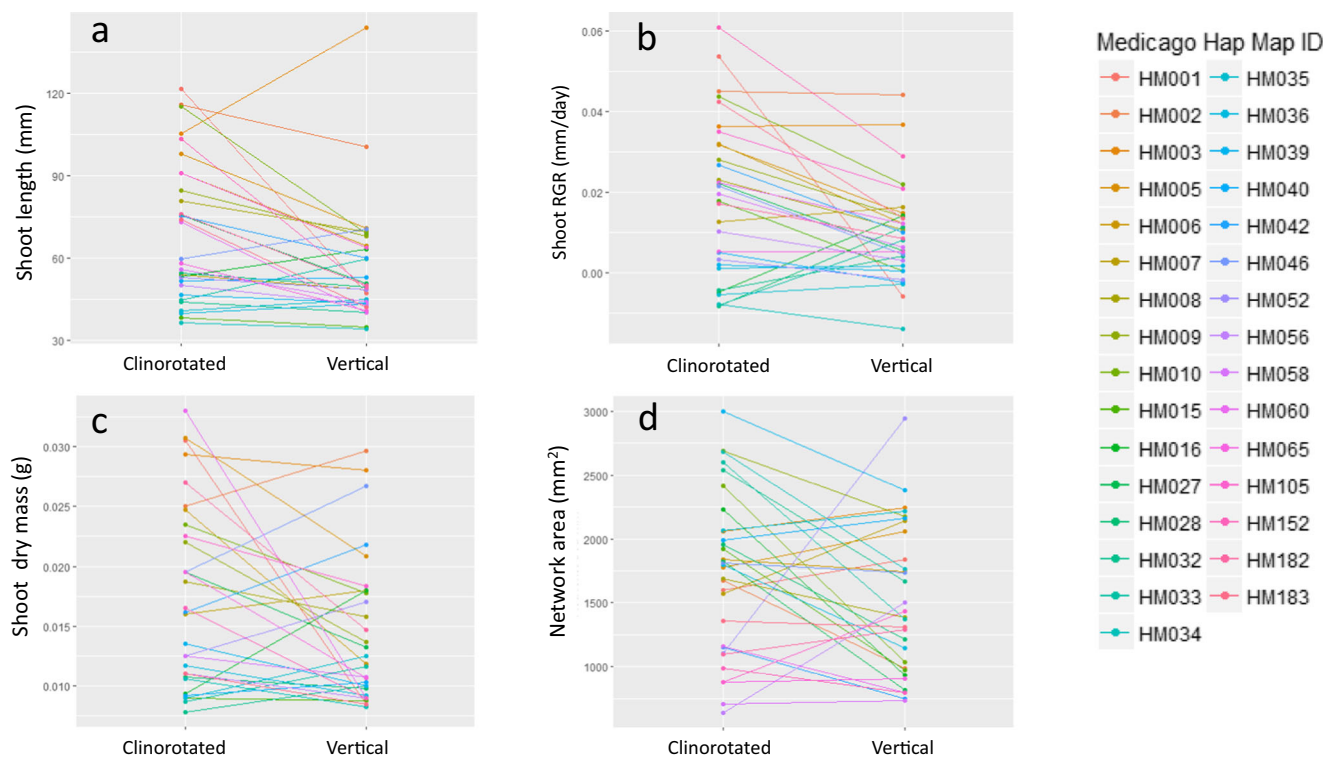 a
Shoot length (mm)
120
90
60
30
Clinorotated Vertical
b
Shoot RGR (mm/day)
0.06
0.04
0.02
0.00
Clinorotated Vertical
c
Shoot dry mass (g)
0.030
0.025
0.020
0.015
0.010
Clinorotated Vertical
d
Network area (mm²)
3000
2500
2000
1500
1000
Clinorotated Vertical
Medicago Hap Map ID
HM001 HM035
HM002 HM036
HM003 HM039
HM005 HM040
HM006 HM042
HM007 HM046
HM008 HM052
HM009 HM056
HM010 HM058
HM015 HM060
HM016 HM065
HM027 HM105
HM028 HM152
HM032 HM182
HM033 HM183
HM034